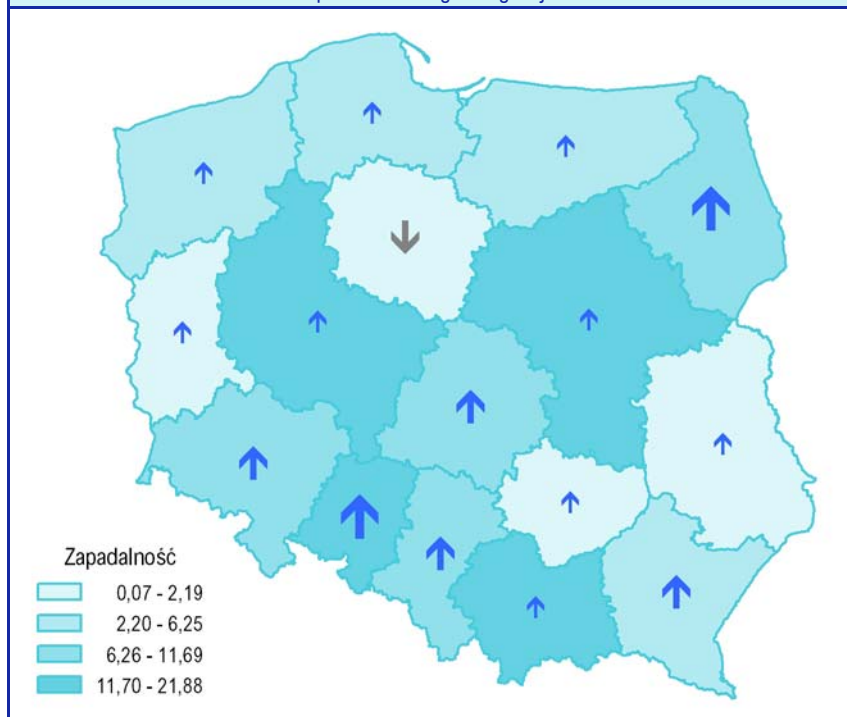 Zapadalność
0,07 - 2,19
2,20 - 6,25
6,26 - 11,69
11,70 - 21,88